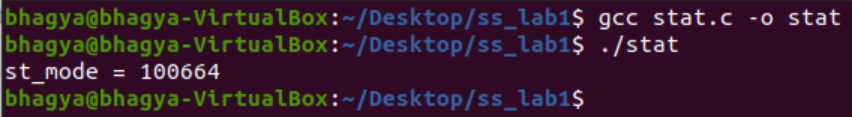 bhagya@bhagya-VirtualBox:~/Desktop/ss_lab1$ gcc stat.c -o stat
bhagya@bhagya-VirtualBox:~/Desktop/ss_lab1$ ./stat
st_mode = 100664
bhagya@bhagya-VirtualBox:~/Desktop/ss_lab1$